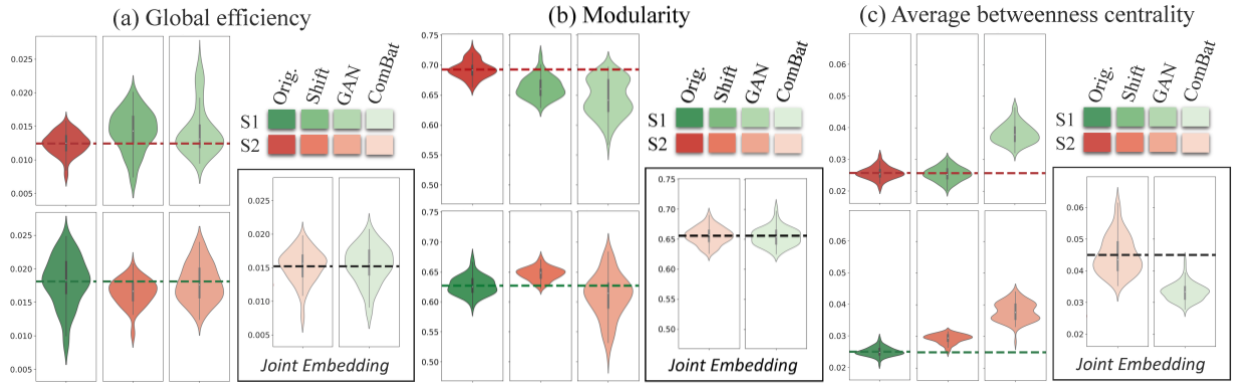 (a) Global efficiency
0.025
0.020
0.015
0.010
0.005
Orig.
Shift
GAN
ComBat
S1
S2
0.025
0.020
0.015
0.010
0.005
0.025
0.020
0.015
0.010
0.005
Joint Embedding
(b) Modularity
0.75
0.70
0.65
0.60
0.55
0.50
Orig.
Shift
GAN
ComBat
S1
S2
0.75
0.70
0.65
0.60
0.55
0.50
0.75
0.70
0.65
0.60
0.55
0.50
Joint Embedding
(c) Average betweenness centrality
0.06
0.05
0.04
0.03
0.02
Orig.
Shift
GAN
ComBat
S1
S2
0.06
0.05
0.04
0.03
0.02
0.06
0.05
0.04
0.03
0.02
Joint Embedding